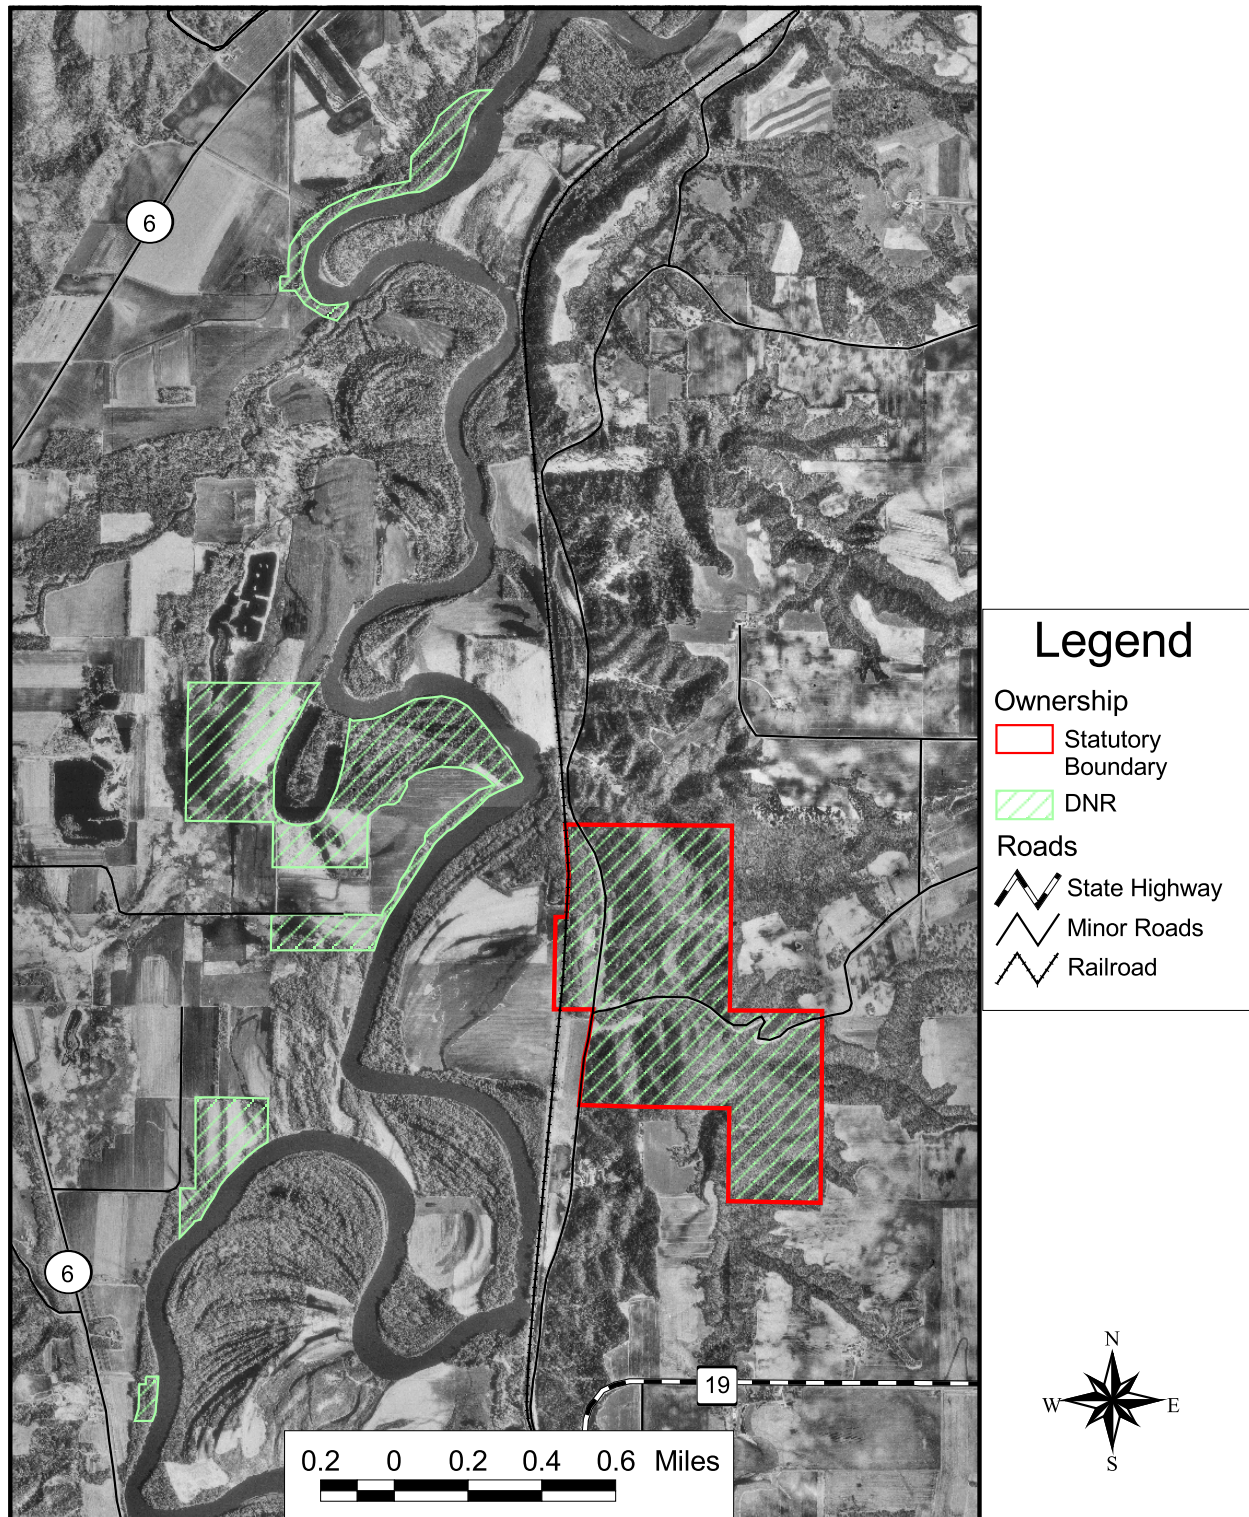 6
Legend
Ownership
Statutory
Boundary
DNR
Roads
State Highway
Minor Roads
Railroad
6
19
N
W E
S
0.2 0 0.2 0.4 0.6 Miles